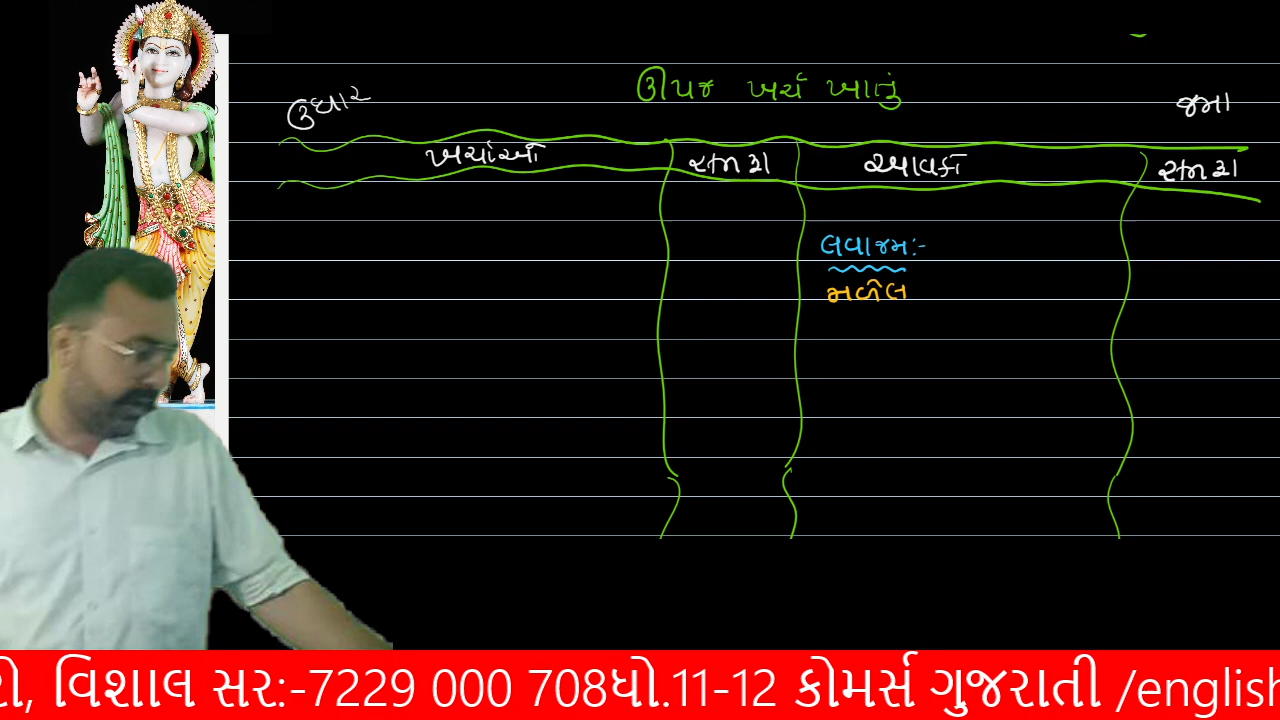 ઊપજ ખર્ચ ખાતું
ઉધાર જમા
ખર્ચાઓ રકમ રૂા આવકો રકમ રૂા
લવાજમ:-
મળેલ
રો, વિશાલ સર:-7229 000 708ધો.11-12 કોમર્સ ગુજરાતી /english